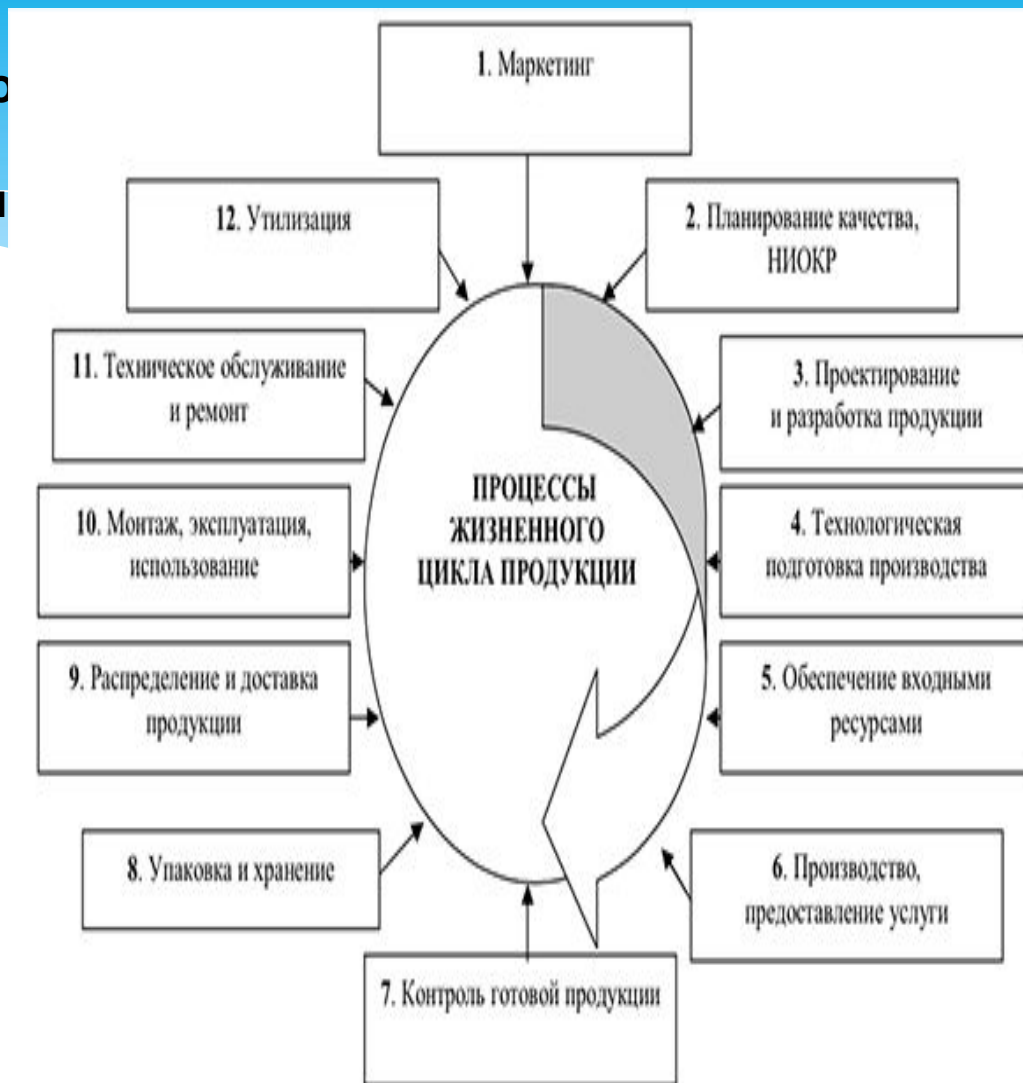 1. Маркетинг
2. Планирование качества,
НИОКР
3. Проектирование
и разработка продукции
4. Технологическая
подготовка производства
5. Обеспечение входными
ресурсами
6. Производство,
предоставление услуги
7. Контроль готовой продукции
8. Упаковка и хранение
9. Распределение и доставка
продукции
10. Монтаж, эксплуатация,
использование
11. Техническое обслуживание
и ремонт
12. Утилизация
ПРОЦЕССЫ
ЖИЗНЕННОГО
ЦИКЛА ПРОДУКЦИИ